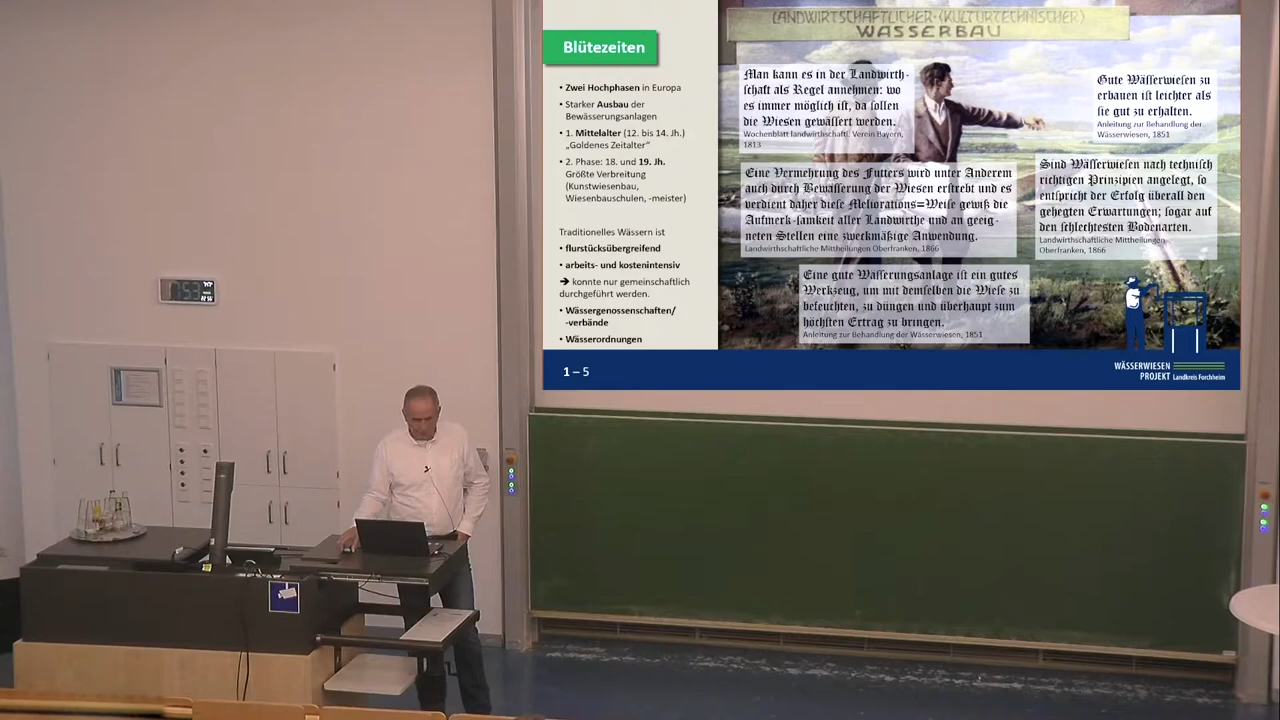 Blütezeiten
• Zwei Hochphasen in Europa
• Starker Ausbau der
Bewässerungsanlagen
• 1. Mittelalter (12. bis 14. Jh.)
„Goldenes Zeitalter“
• 2. Phase: 18. und 19. Jh.
Größte Verbreitung
(Kunstwiesenbau,
Wiesenbauschulen, -meister)
Traditionelles Wässern ist
• flurstücksübergreifend
• arbeits- und kostenintensiv
➔ konnte nur gemeinschaftlich
durchgeführt werden.
• Wässergenossenschaften/
-verbände
• Wässerordnungen
LANDWIRTSCHAFTLICHER·(KULTURTECHNISCHER)
WASSERBAU
Man kann es in der Landwirth-
schaft als Regel annehmen: wo
es immer möglich ist, da sollen
die Wiesen gewässert werden.
Wochenblatt landwirthschaftl. Verein Bayern,
1813
Gute Wässerwiesen zu
erbauen ist leichter als
sie gut zu erhalten.
Anleitung zur Behandlung der
Wässerwiesen, 1851
Eine Vermehrung des Futters wird unter Anderem
auch durch Bewässerung der Wiesen erstrebt und es
verdient daher diese Meliorations=Weise gewiß die
Aufmerk-samkeit aller Landwirthe und an geeig-
neten Stellen eine zweckmäßige Anwendung.
Landwirthschaftliche Mittheilungen Oberfranken, 1866
Sind Wässerwiesen nach technisch
richtigen Prinzipien angelegt, so
entspricht der Erfolg überall den
gehegten Erwartungen; sogar auf
den schlechtesten Bodenarten.
Landwirthschaftliche Mittheilungen
Oberfranken, 1866
Eine gute Wässerungsanlage ist ein gutes
Werkzeug, um mit demselben die Wiese zu
befeuchten, zu düngen und überhaupt zum
höchsten Ertrag zu bringen.
Anleitung zur Behandlung der Wässerwiesen, 1851
1 – 5
WÄSSERWIESEN
PROJEKT Landkreis Forchheim